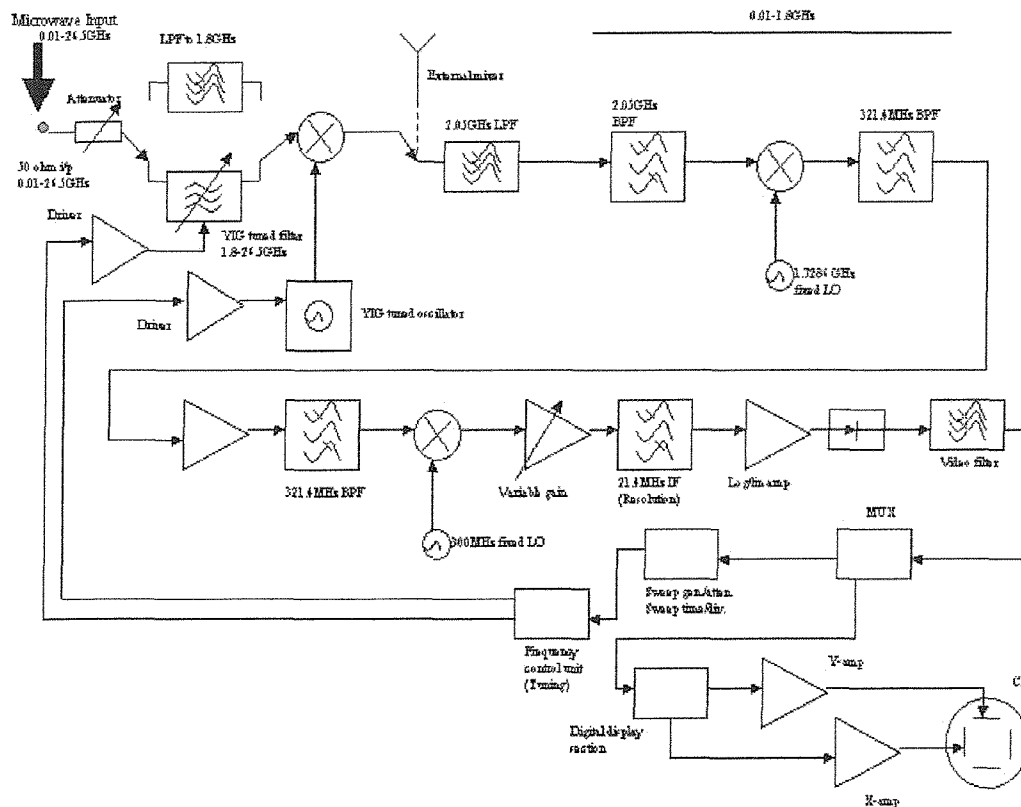 Microwave Input
0.01-26.5GHz
LPF to 1.8GHz
0.01-1.8GHz
Attenuator
External mixer
2.05GHz LPF
2.05GHz
BPF
321.4MHz BPF
50 ohm i/p
0.01-26.5GHz
Driver
YIG tuned filter
1.8-26.5GHz
1.7286 GHz
fixed LO
Driver
YIG tuned oscillator
321.4MHz BPF
Variable gain
21.4MHz IF
(Resolution)
Log/lin amp
Video filter
300MHz fixed LO
MUX
Sweep gen./Atten.
Sweep time/div.
Frequency
control unit
(Tuning)
Y-amp
C
Digital display
section
X-amp